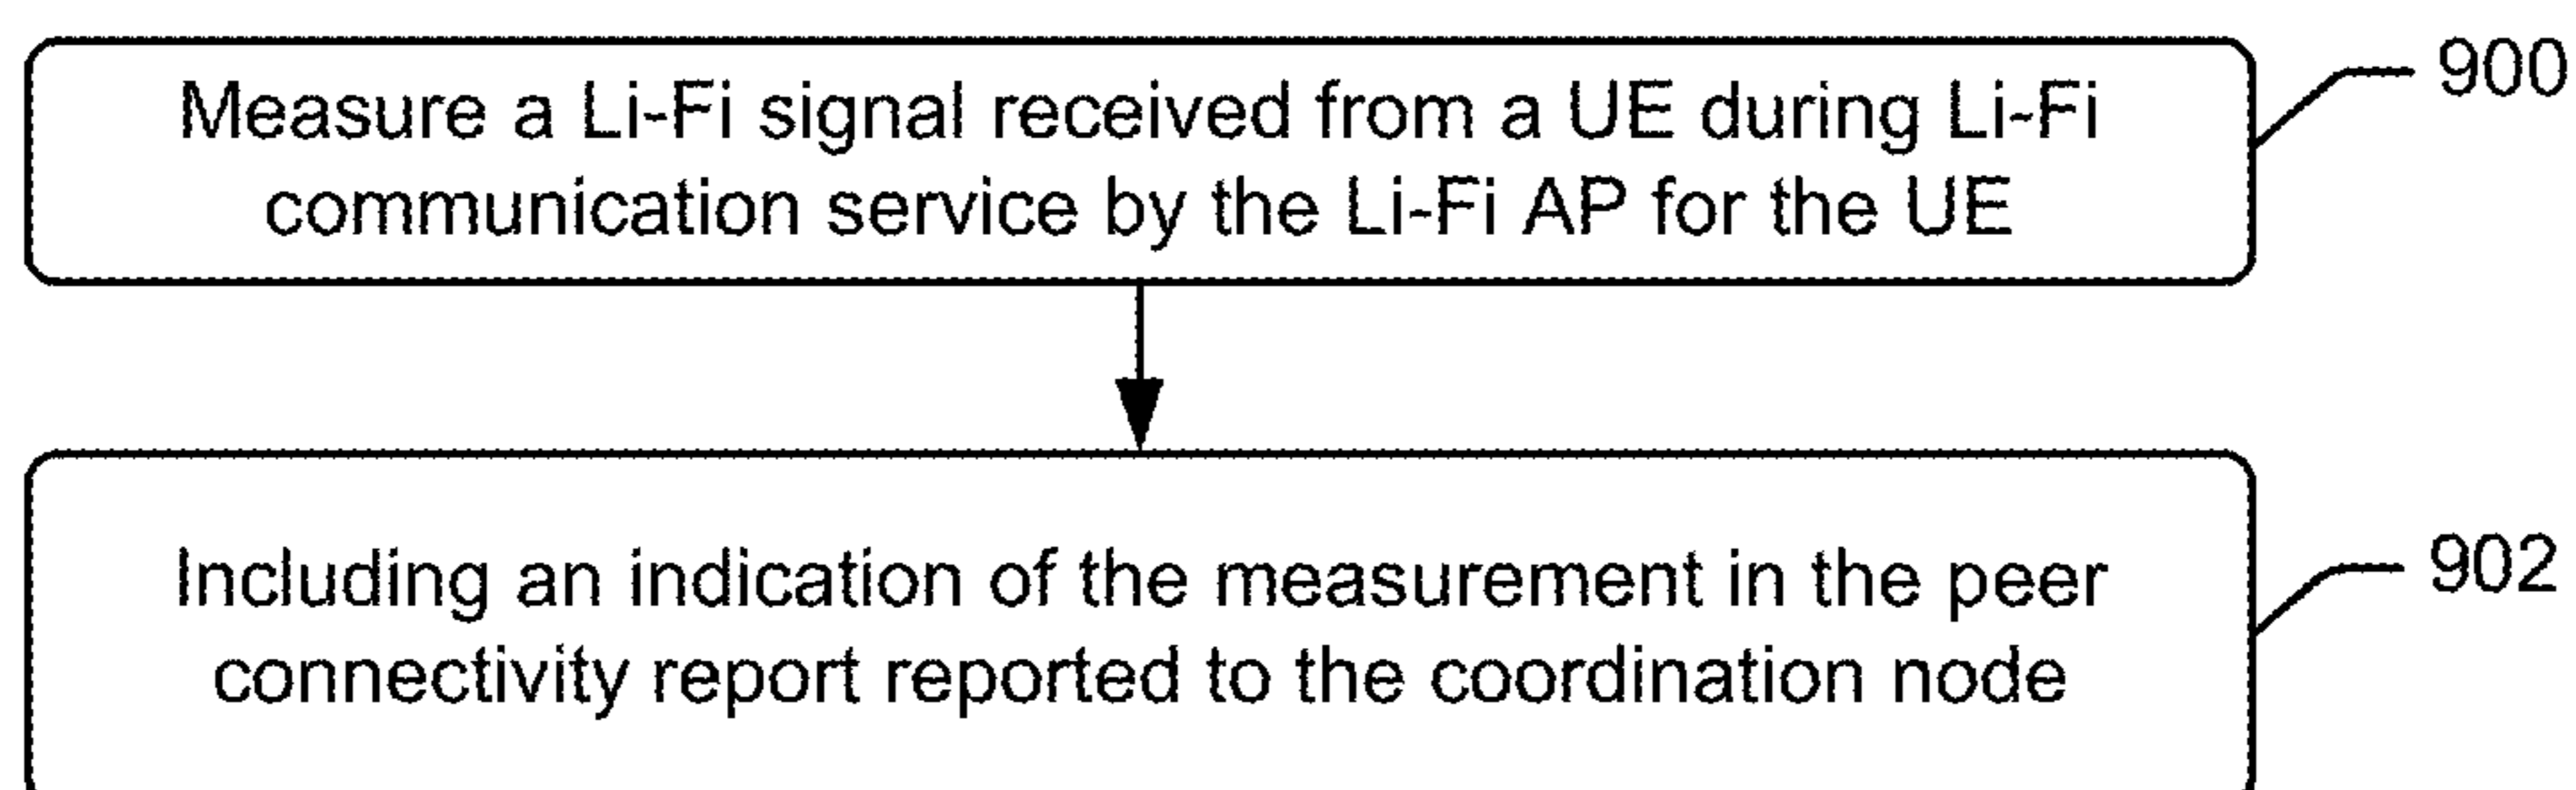 Measure a Li-Fi signal received from a UE during Li-Fi
communication service by the Li-Fi AP for the UE
900
Including an indication of the measurement in the peer
connectivity report reported to the coordination node
902